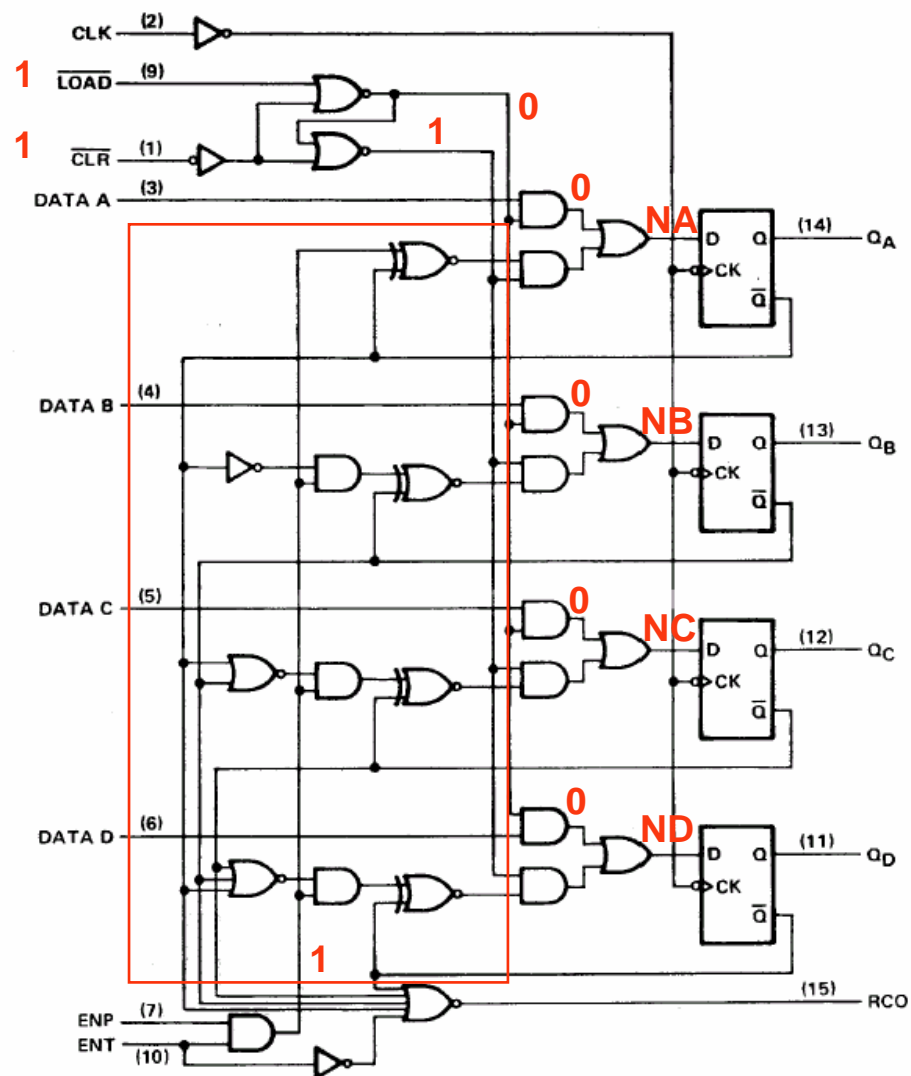 CLK (2)
1 LOAD (9)
0
1
1 CLR (1)
DATA A (3)
0
NA
D Q (14) QA
CK
Q
DATA B (4)
0
NB
D Q (13) QB
CK
Q
DATA C (5)
0
NC
D Q (12) QC
CK
Q
DATA D (6)
0
ND
D Q (11) QD
CK
Q
1
(15) RCO
ENP (7)
ENT (10)